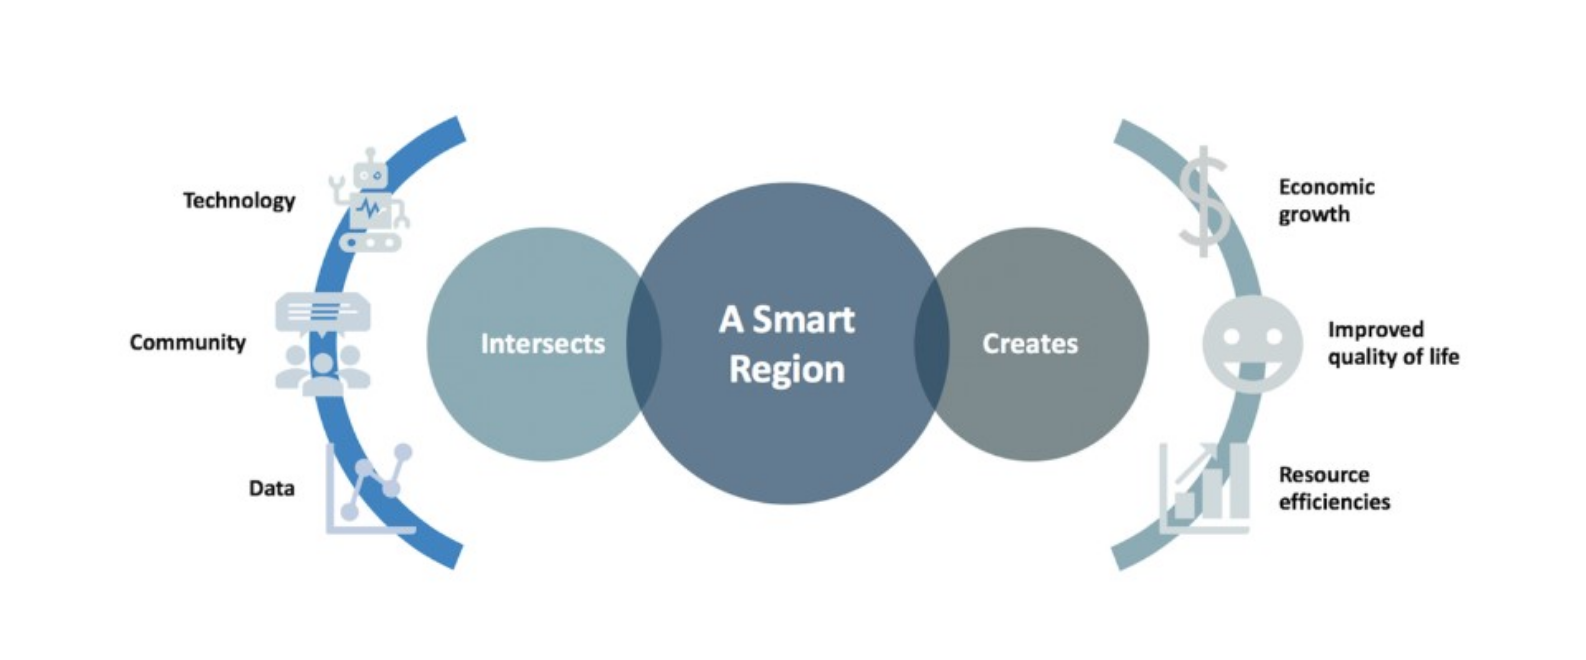 Technology
Community
Data
Intersects
A Smart
Region
Creates
Economic
growth
Improved
quality of life
Resource
efficiencies